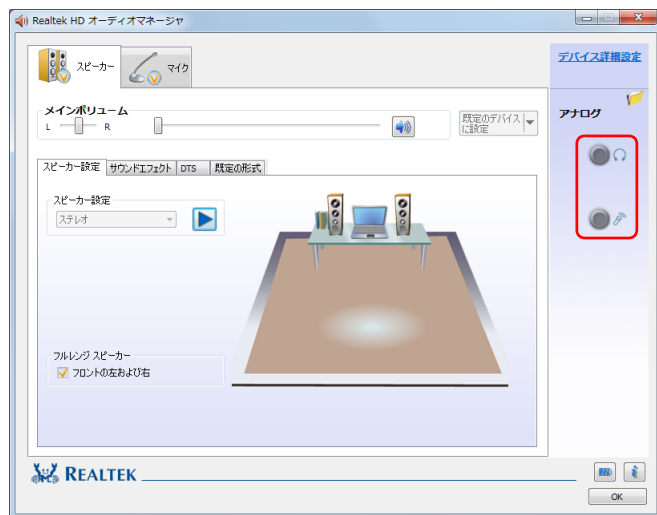 Realtek HD オーディオマネージャ
スピーカー
マイク
デバイス詳細設定
メインボリューム
L
R
既定のデバイス
に設定
アナログ
スピーカー設定
サウンドエフェクト
DTS
既定の形式
スピーカー設定
ステレオ
フルレンジ スピーカー
フロントの左および右
REALTEK
OK